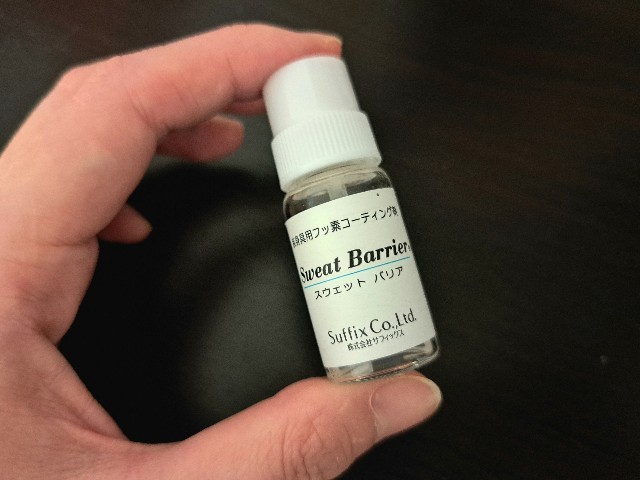 用フッ素コーティング剤
Sweat Barrier
スウェット バリア
Suffix Co.,Ltd.
株式会社サフィックス